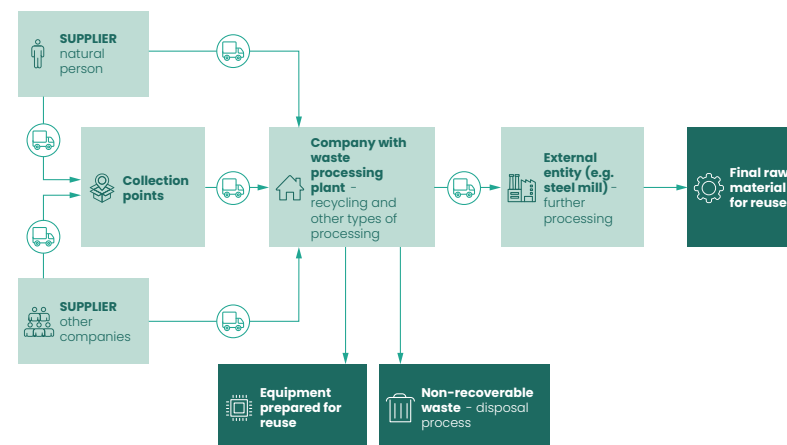 SUPPLIER
natural
person
Collection
points
Company with
waste
processing
plant -
recycling and
other types of
processing
External
entity (e.g.
steel mill) -
further
processing
Final raw
material
for reuse
SUPPLIER
other
companies
Equipment
prepared for
reuse
Non-recoverable
waste - disposal
process